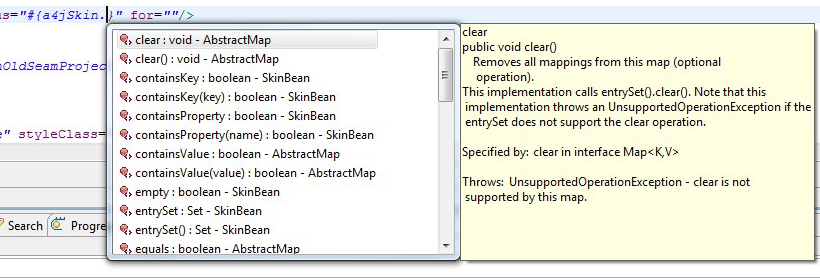 s="#{a4jSkin.}" for=""/>
nOldSeamProject
e" styleClass=
clear : void - AbstractMap
clear() : void - AbstractMap
containsKey : boolean - SkinBean
containsKey(key) : boolean - SkinBean
containsProperty : boolean - SkinBean
containsProperty(name) : boolean - SkinBean
containsValue : boolean - AbstractMap
containsValue(value) : boolean - AbstractMap
empty : boolean - SkinBean
entrySet : Set - SkinBean
entrySet() : Set - SkinBean
equals : boolean - AbstractMap
clear
public void clear()
Removes all mappings from this map (optional
operation).
This implementation calls entrySet().clear(). Note that this
implementation throws an UnsupportedOperationException if the
entrySet does not support the clear operation.
Specified by: clear in interface Map<K,V>
Throws: UnsupportedOperationException - clear is not
supported by this map.
Search
Progre